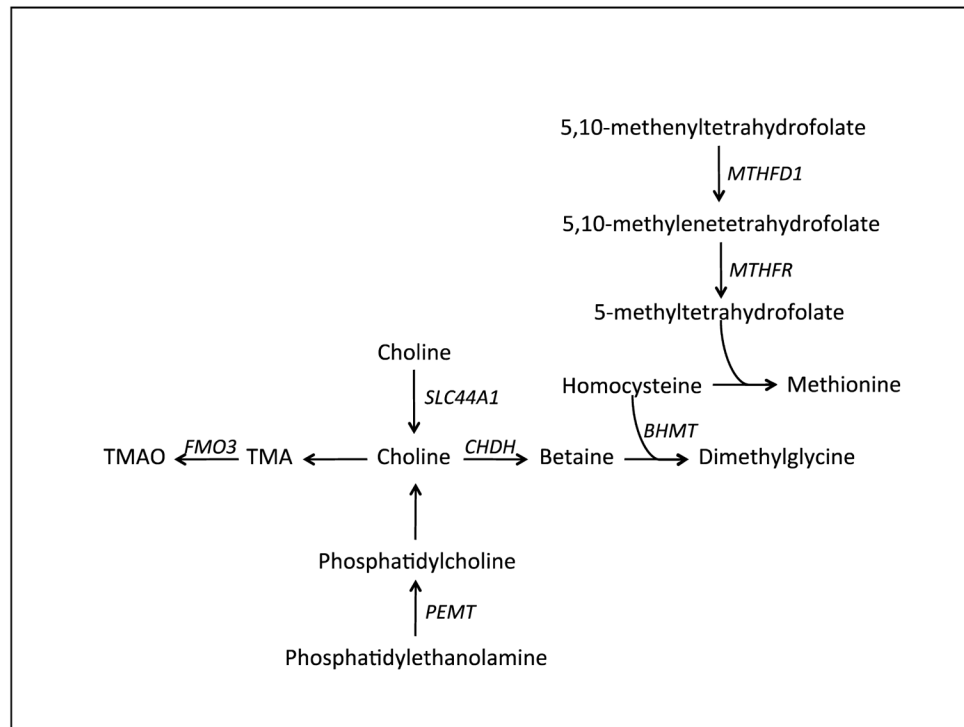 5,10-methenyltetrahydrofolate
MTHFD1
5,10-methylenetetrahydrofolate
MTHFR
5-methyltetrahydrofolate
Choline
SLC44A1
Homocysteine Methionine
BHMT
TMAO FMO3 TMA Choline CHDH Betaine Dimethylglycine
Phosphatidylcholine
PEMT
Phosphatidylethanolamine